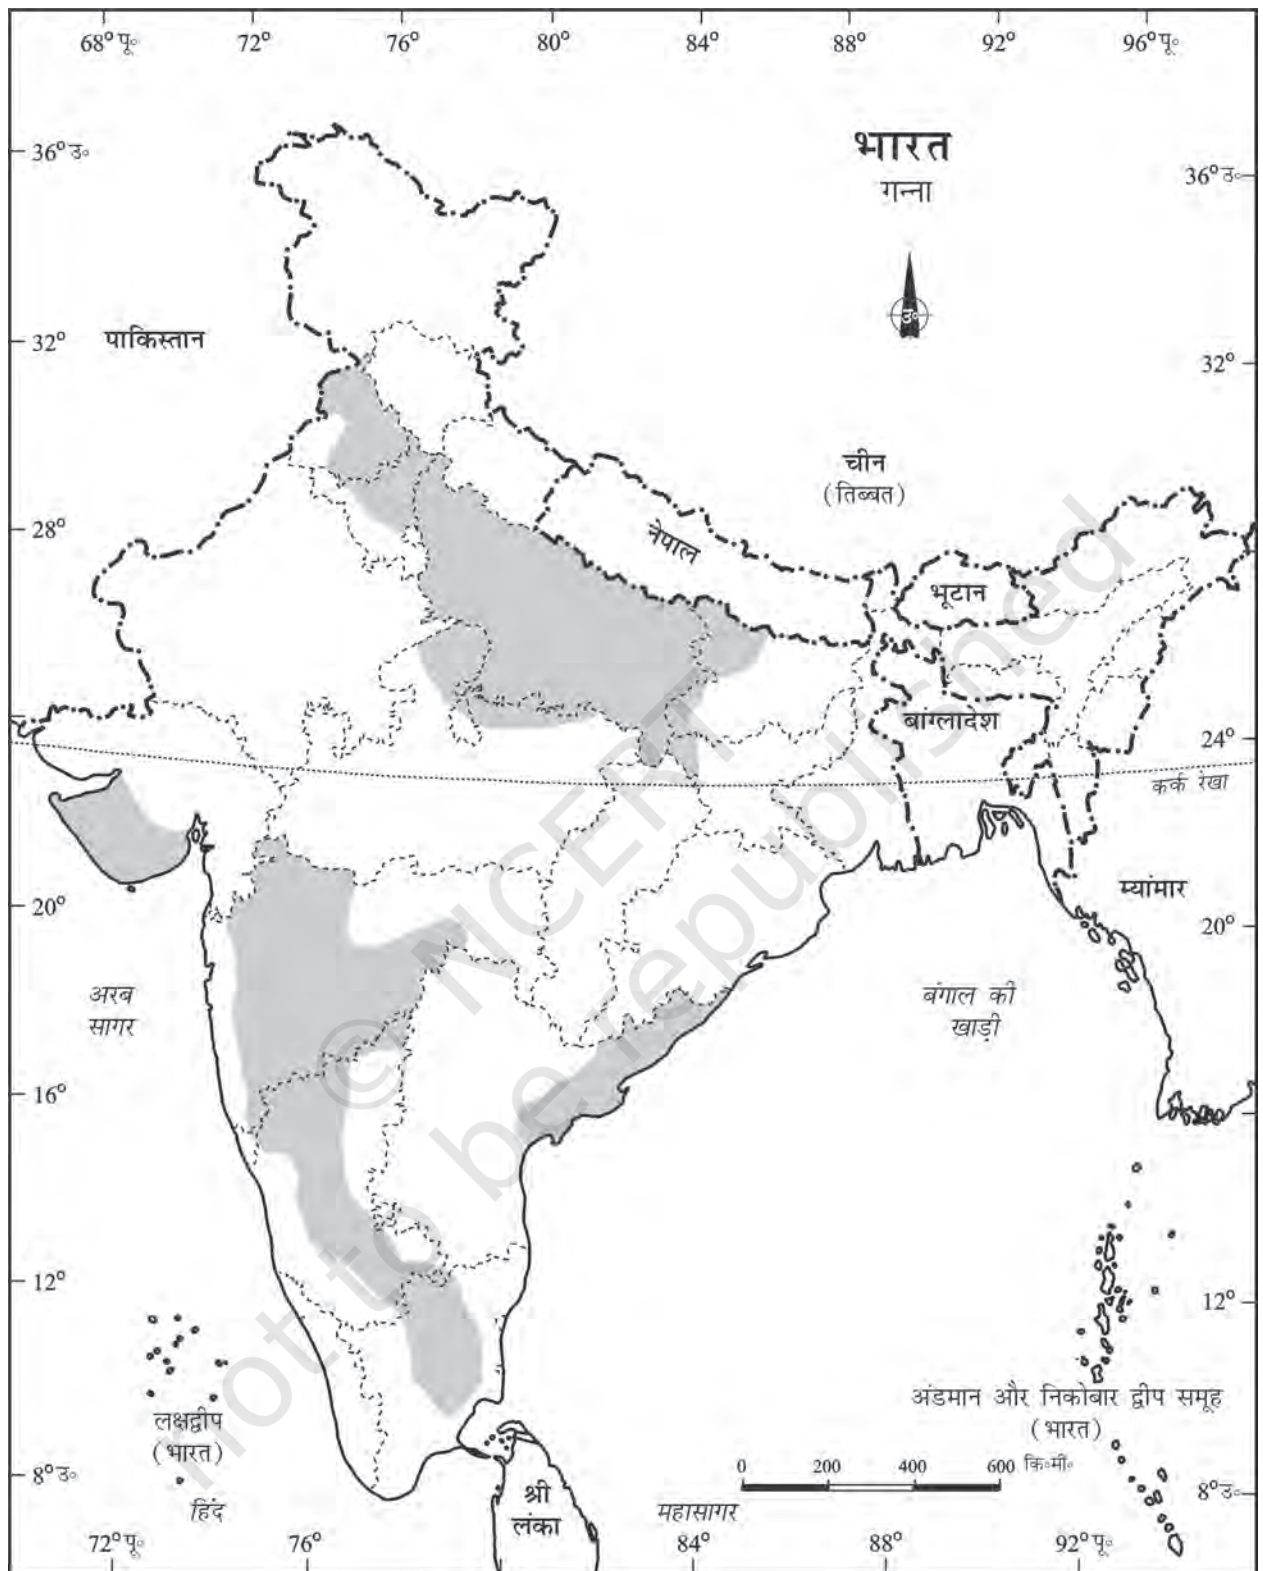 68° पू॰ 72° 76° 80° 84° 88° 92° 96° पू॰
भारत
गन्ना
36° उ॰
36° उ॰
उ॰
पाकिस्तान
32°
32°
चीन
(तिब्बत)
28°
नेपाल
भूटान
बांग्लादेश
24°
कर्क रेखा
म्यांमार
20°
20°
अरब
सागर
बंगाल की
खाड़ी
16°
© NCERT
not to be republished
12°
12°
लक्षद्वीप
(भारत)
अंडमान और निकोबार द्वीप समूह
(भारत)
0 200 400 600 कि॰मी॰
8° उ॰
8° उ॰
हिंद
श्री
लंका
महासागर
72° पू॰ 76° 84° 88° 92° पू॰